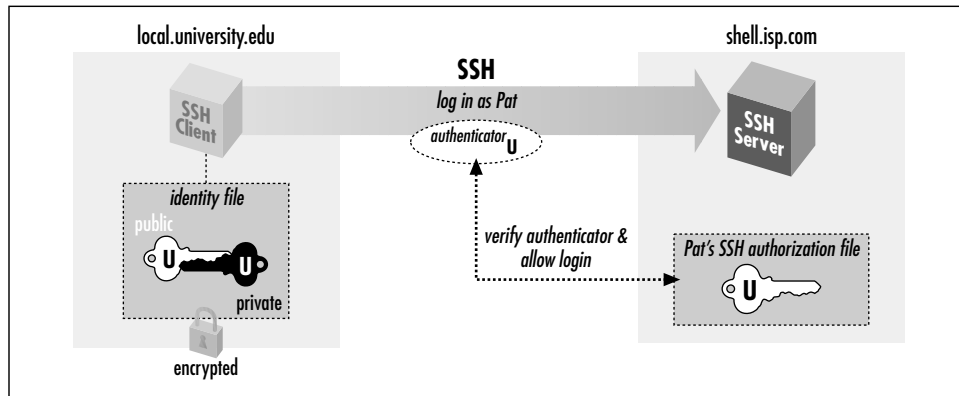 local.university.edu
shell.isp.com
SSH
log in as Pat
authenticator U
SSH
Client
SSH
Server
identity file
public
U
U
private
encrypted
verify authenticator &
allow login
Pat's SSH authorization file
U